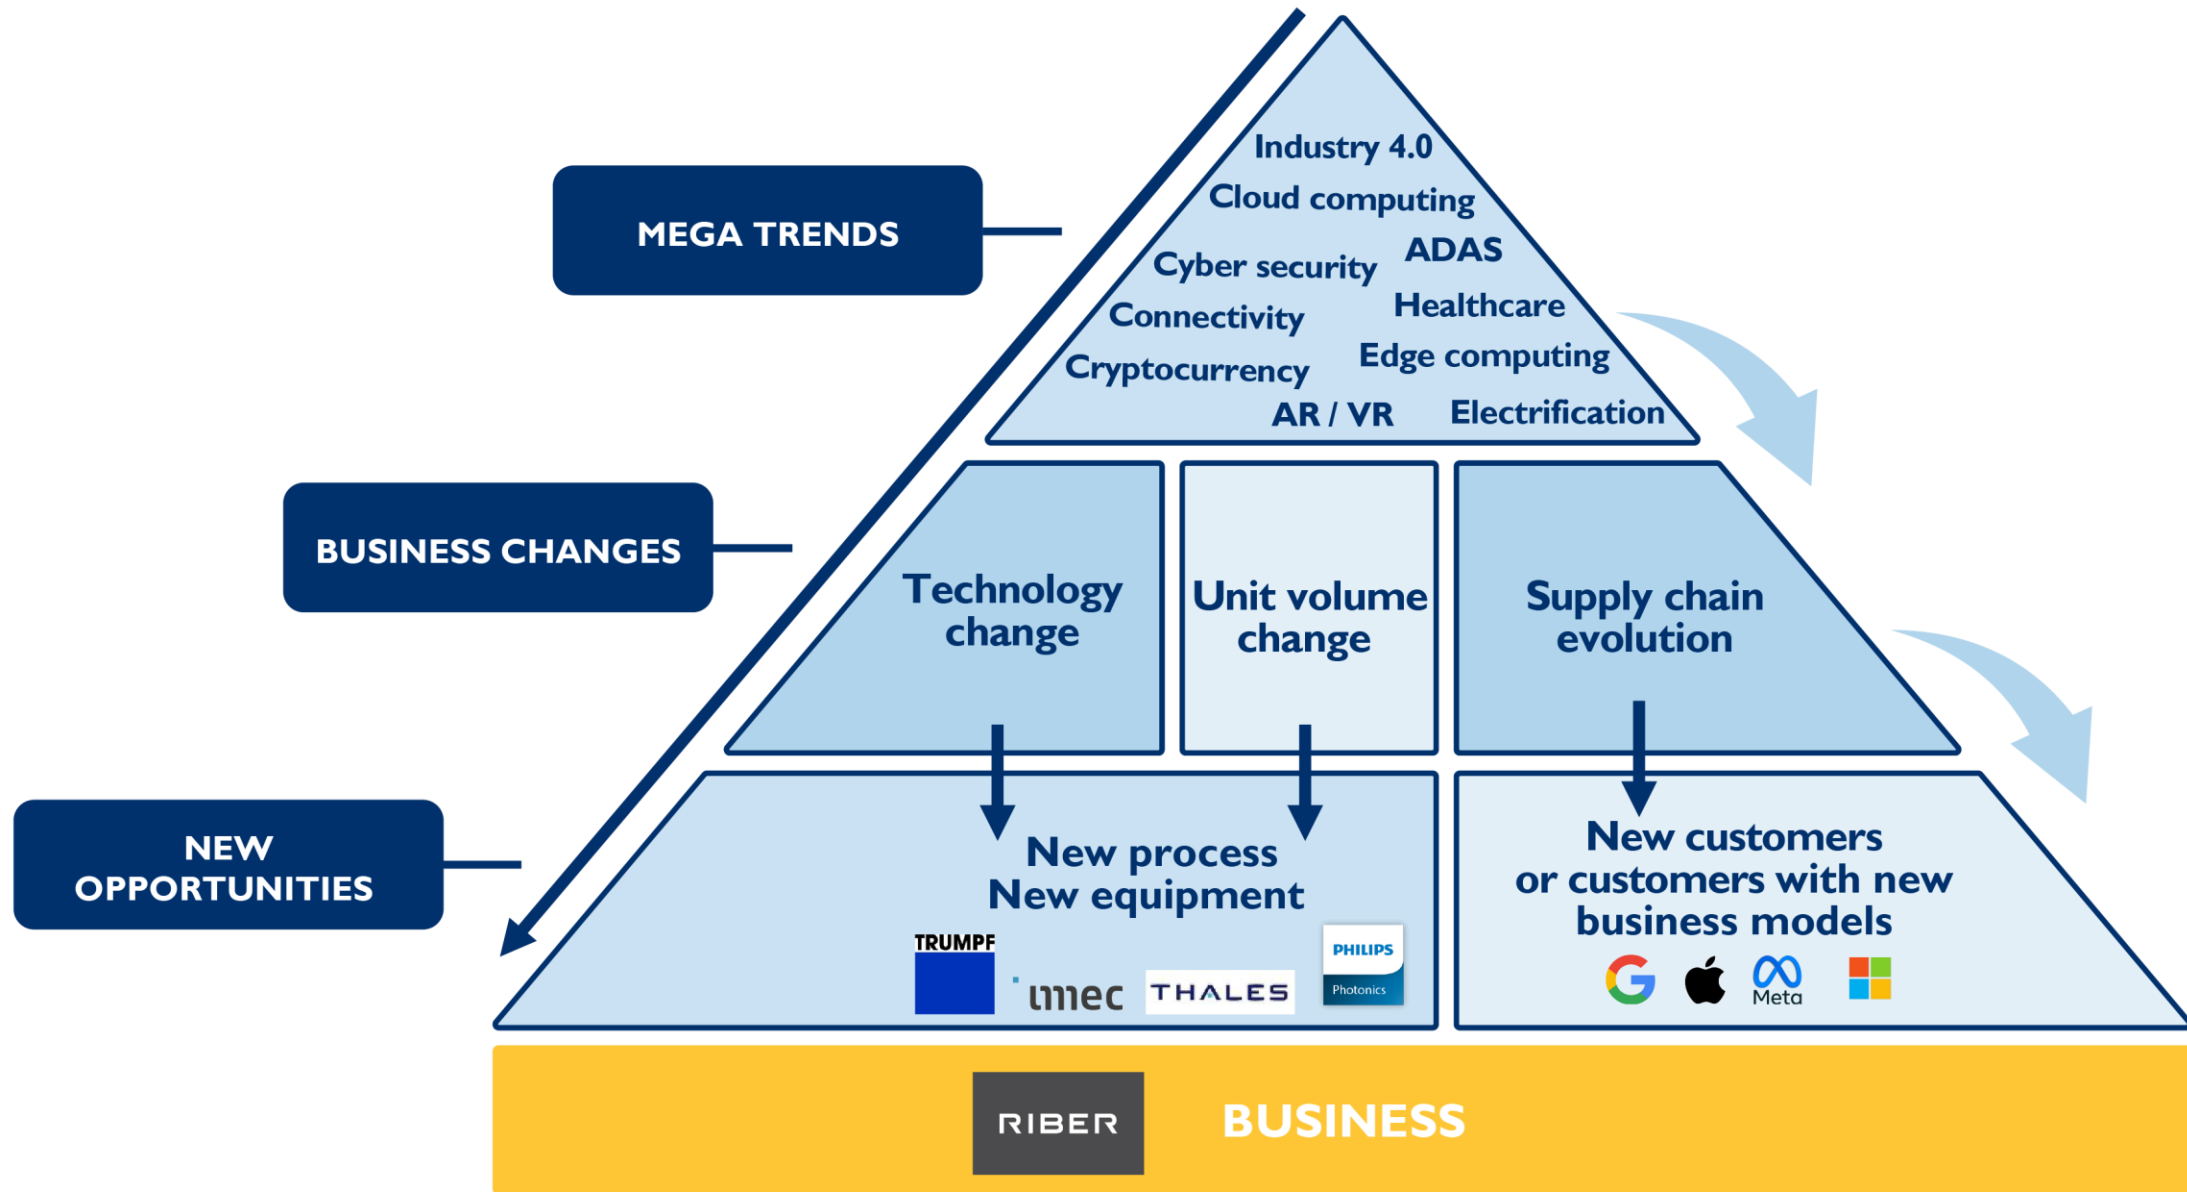 MEGA TRENDS
Industry 4.0
Cloud computing
Cyber security
ADAS
Connectivity
Healthcare
Cryptocurrency
Edge computing
AR / VR
Electrification
BUSINESS CHANGES
Technology
change
Unit volume
change
Supply chain
evolution
NEW
OPPORTUNITIES
New process
New equipment
TRUMPF
imec
THALES
PHILIPS
Photonics
New customers
or customers with new
business models
Meta
RIBER
BUSINESS